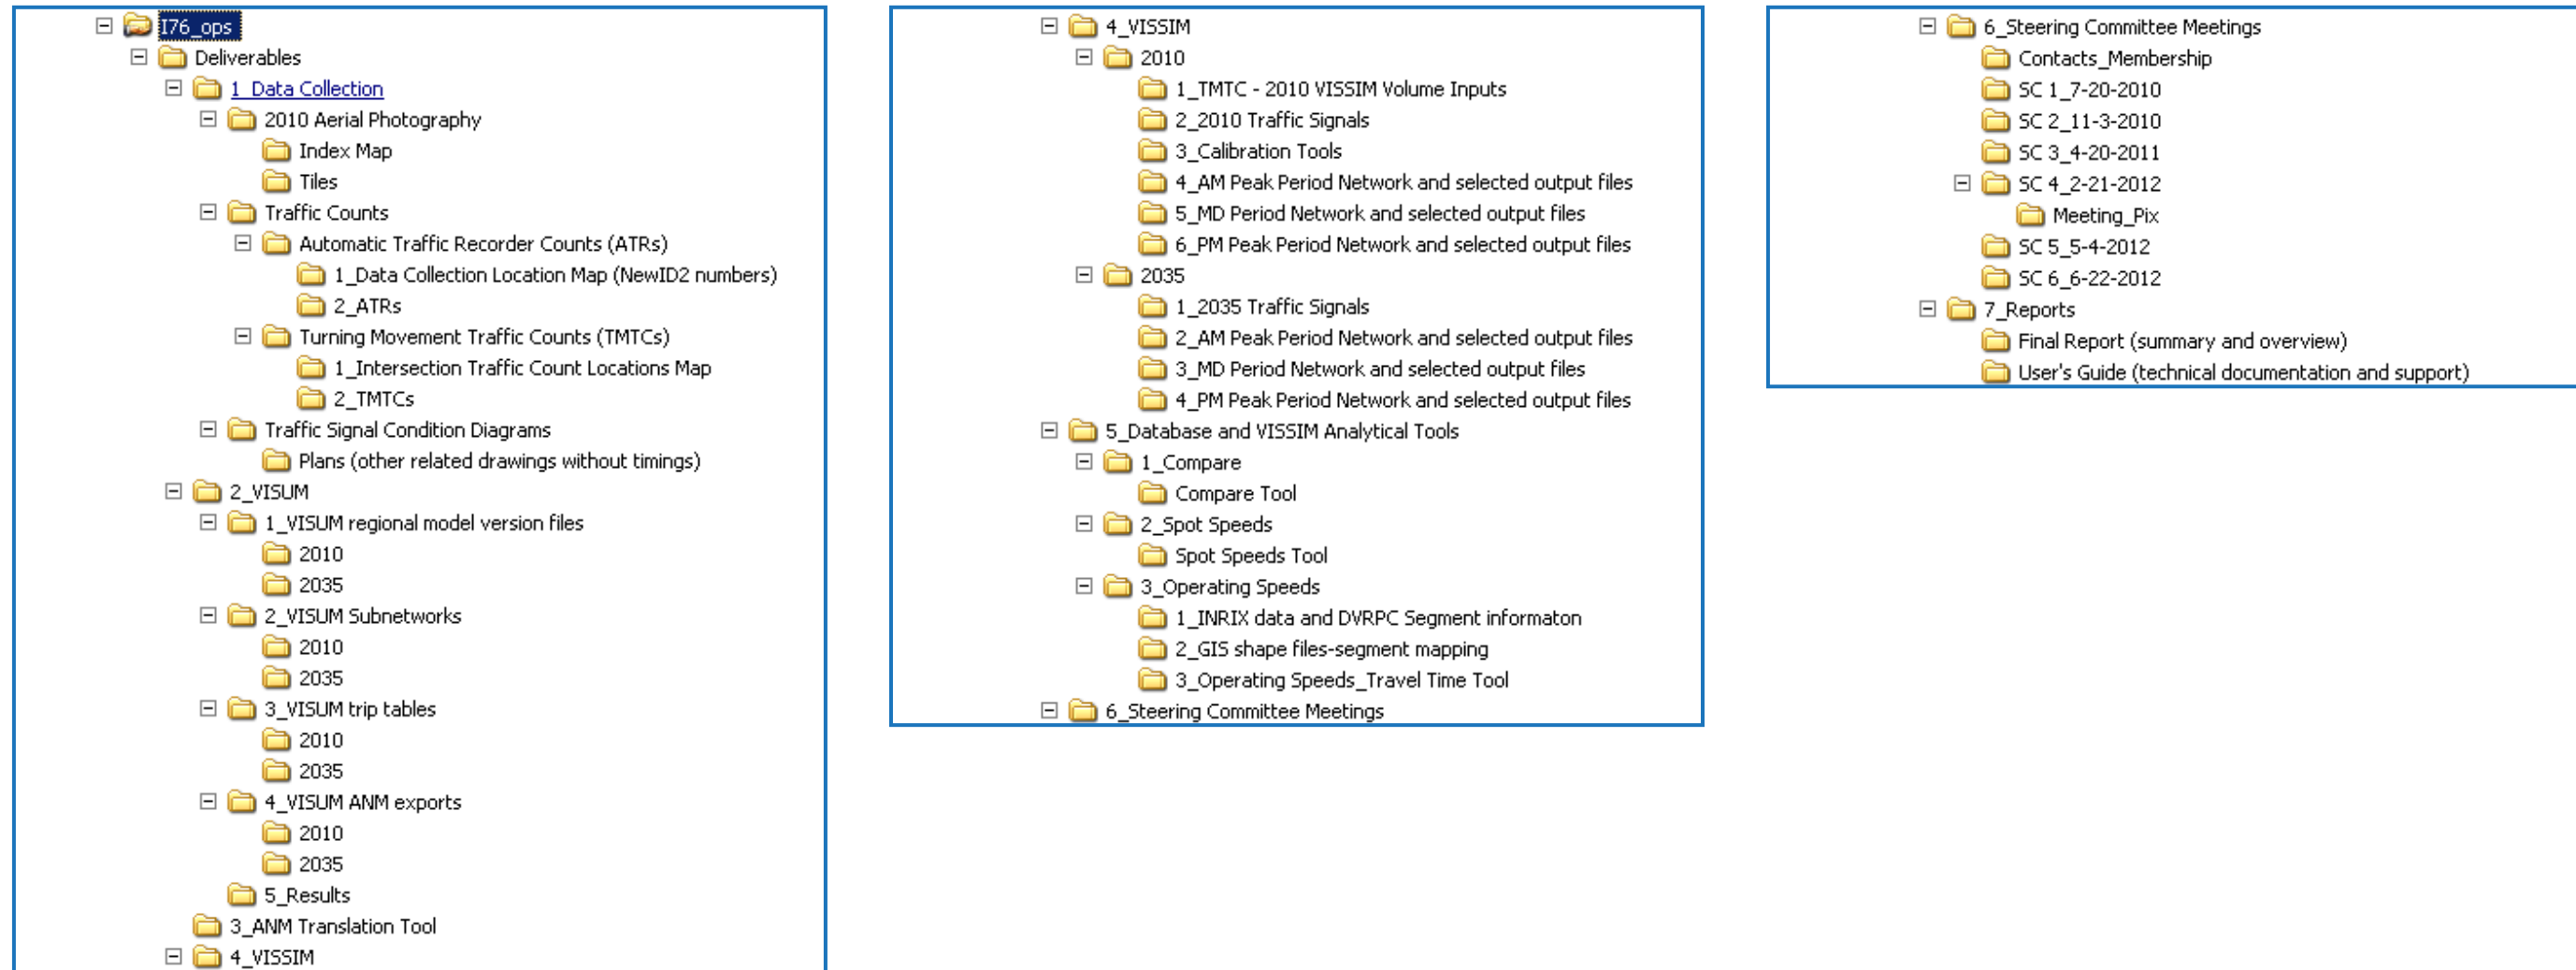 I76_ops
Deliverables
1_Data Collection
2010 Aerial Photography
Index Map
Tiles
Traffic Counts
Automatic Traffic Recorder Counts (ATRs)
1_Data Collection Location Map (NewID2 numbers)
2_ATRs
Turning Movement Traffic Counts (TMTCs)
1_Intersection Traffic Count Locations Map
2_TMTCs
Traffic Signal Condition Diagrams
Plans (other related drawings without timings)
2_VISUM
1_VISUM regional model version files
2010
2035
2_VISUM Subnetworks
2010
2035
3_VISUM trip tables
2010
2035
4_VISUM ANM exports
2010
2035
5_Results
3_ANM Translation Tool
4_VISSIM
4_VISSIM
2010
1_TMTC - 2010 VISSIM Volume Inputs
2_2010 Traffic Signals
3_Calibration Tools
4_AM Peak Period Network and selected output files
5_MD Period Network and selected output files
6_PM Peak Period Network and selected output files
2035
1_2035 Traffic Signals
2_AM Peak Period Network and selected output files
3_MD Period Network and selected output files
4_PM Peak Period Network and selected output files
5_Database and VISSIM Analytical Tools
1_Compare
Compare Tool
2_Spot Speeds
Spot Speeds Tool
3_Operating Speeds
1_INRIX data and DVRPC Segment informaton
2_GIS shape files-segment mapping
3_Operating Speeds_Travel Time Tool
6_Steering Committee Meetings
6_Steering Committee Meetings
Contacts_Membership
SC 1_7-20-2010
SC 2_11-3-2010
SC 3_4-20-2011
SC 4_2-21-2012
Meeting_Pix
SC 5_5-4-2012
SC 6_6-22-2012
7_Reports
Final Report (summary and overview)
User's Guide (technical documentation and support)